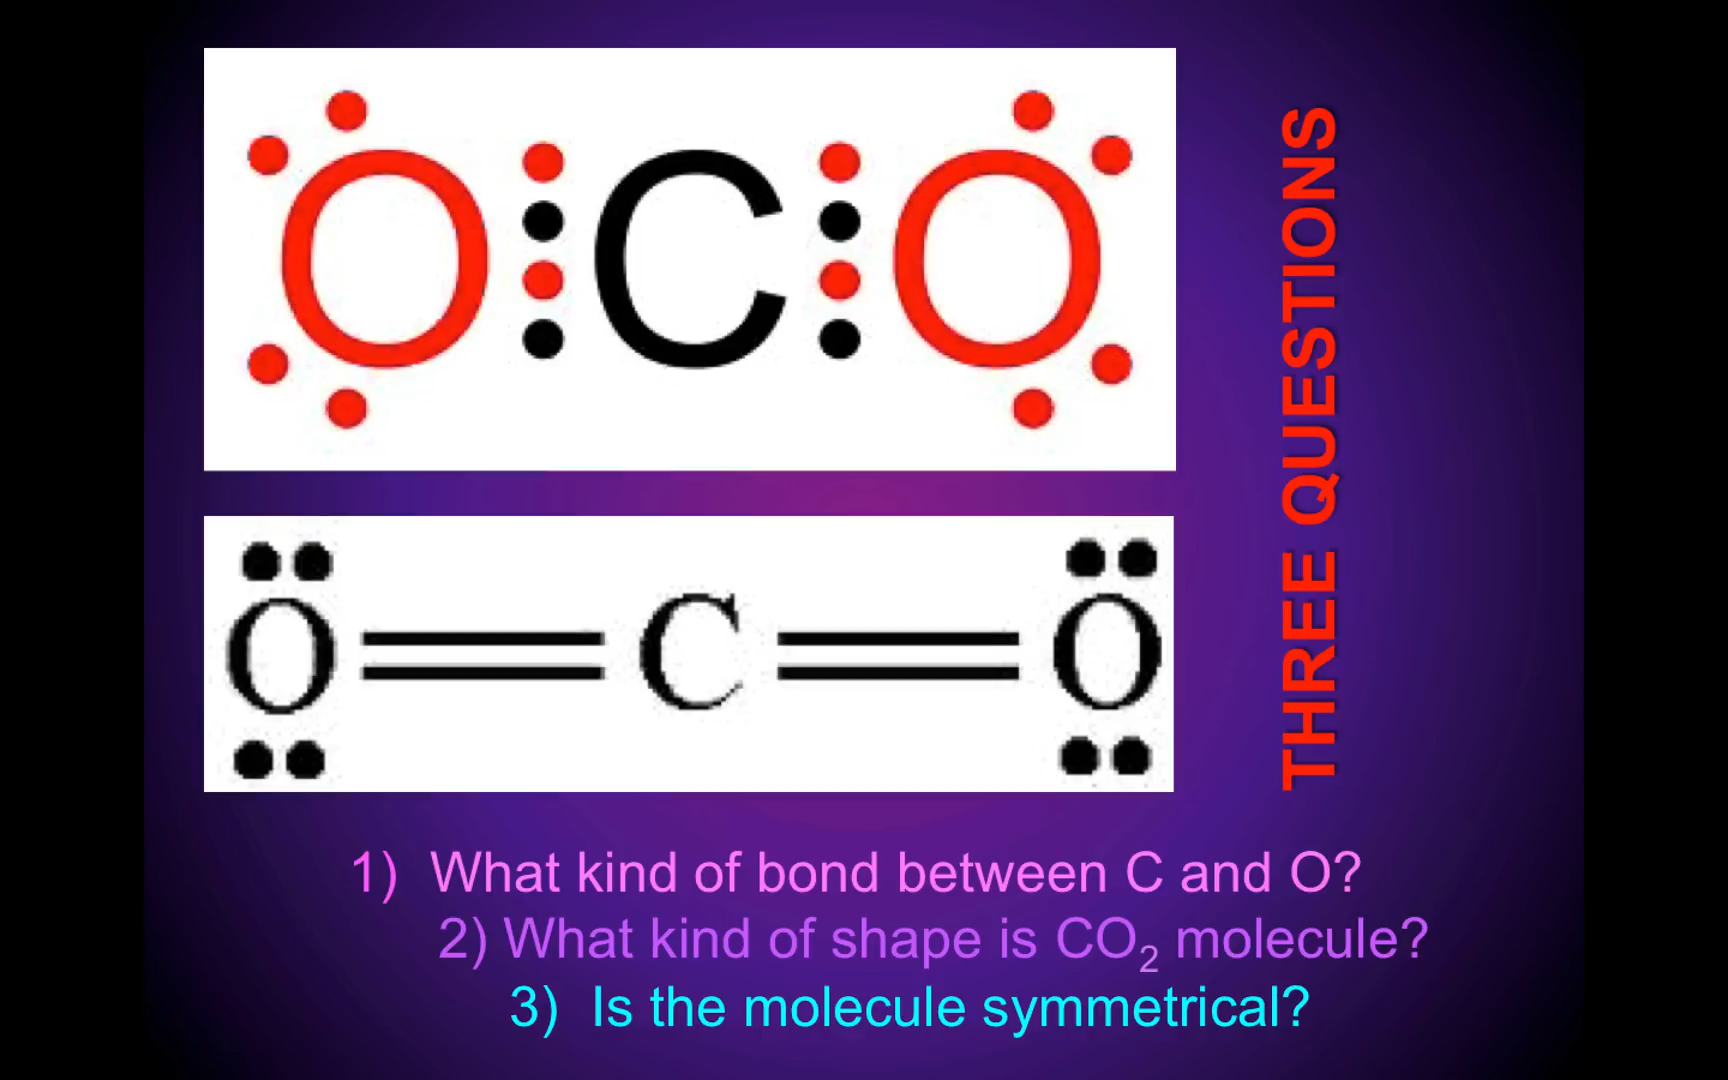 O C O
O C O
THREE QUESTIONS
1) What kind of bond between C and O?
2) What kind of shape is CO₂ molecule?
3) Is the molecule symmetrical?